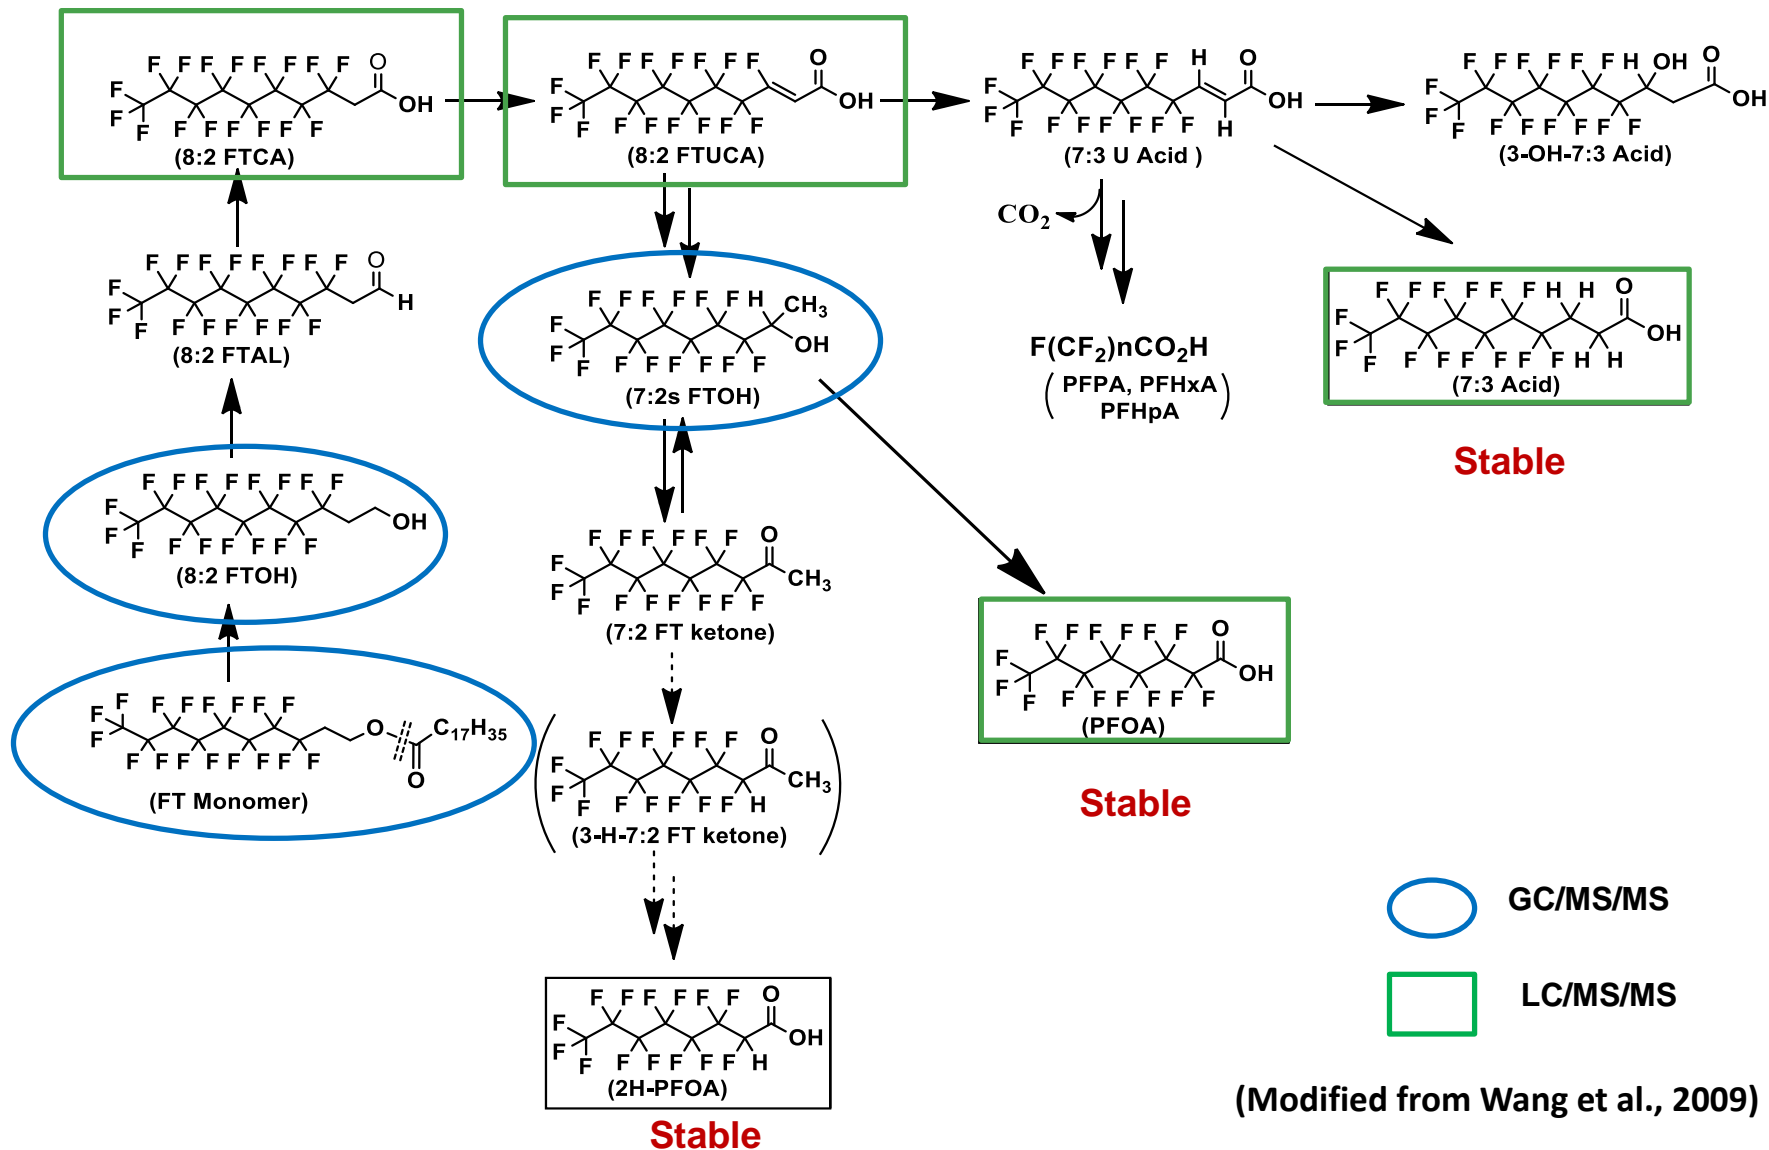 (8:2 FTCA)
(8:2 FTUCA)
(7:3 U Acid )
(3-OH-7:3 Acid)
CO₂
(8:2 FTAL)
(7:2s FTOH)
F(CF₂)nCO₂H
(PFPA, PFHxA
PFHpA)
(7:3 Acid)
Stable
(8:2 FTOH)
(7:2 FT ketone)
(PFOA)
Stable
C₁₇H₃₅
(FT Monomer)
(3-H-7:2 FT ketone)
GC/MS/MS
LC/MS/MS
(2H-PFOA)
Stable
(Modified from Wang et al., 2009)